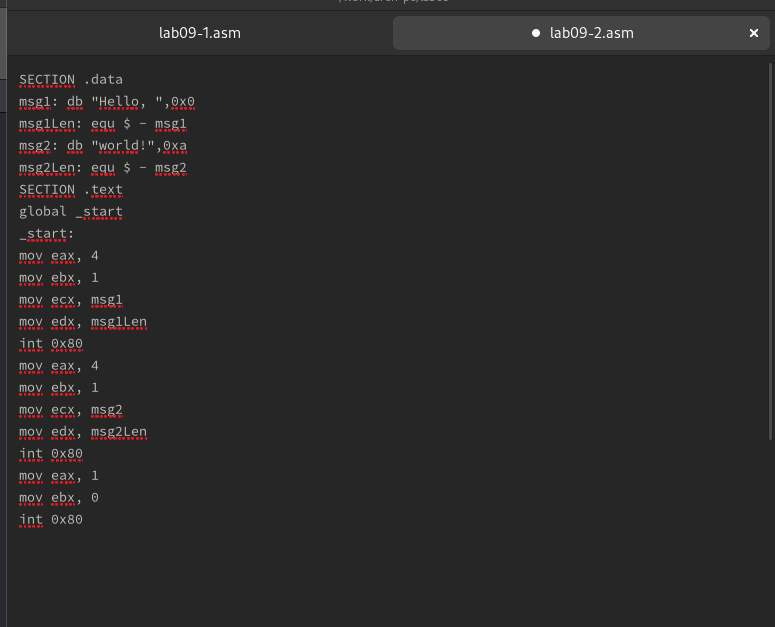 lab09-1.asm
lab09-2.asm
SECTION .data
msg1: db "Hello, ",0x0
msg1Len: equ $ - msg1
msg2: db "world!",0xa
msg2Len: equ $ - msg2
SECTION .text
global _start
_start:
mov eax, 4
mov ebx, 1
mov ecx, msg1
mov edx, msg1Len
int 0x80
mov eax, 4
mov ebx, 1
mov ecx, msg2
mov edx, msg2Len
int 0x80
mov eax, 1
mov ebx, 0
int 0x80